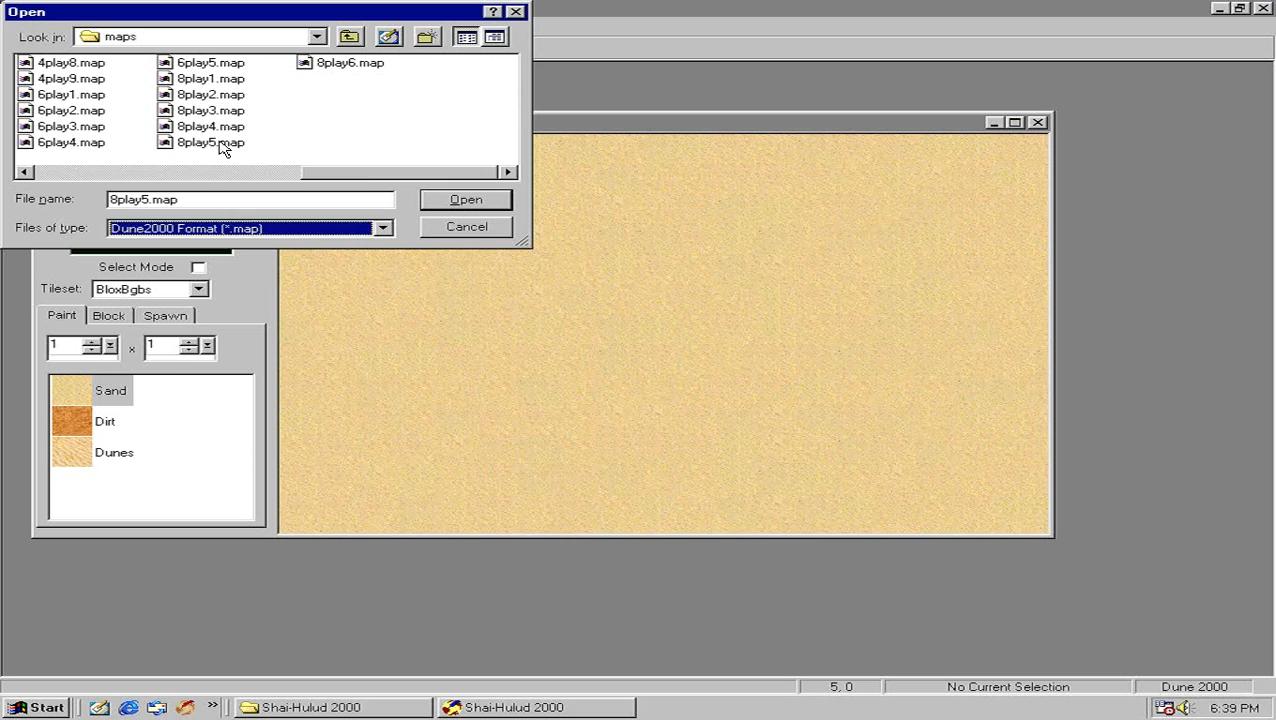 Open
Look in: maps
4play8.map 6play5.map 8play6.map
4play9.map 8play1.map
6play1.map 8play2.map
6play2.map 8play3.map
6play3.map 8play4.map
6play4.map 8play5.map
File name: 8play5.map Open
Files of type: Dune2000 Format (*.map) Cancel
Select Mode
Tileset: BloxBgbs
Paint Block Spawn
1 x 1
Sand
Dirt
Dunes
5, 0 No Current Selection Dune 2000
Start » Shai-Hulud 2000 Shai-Hulud 2000 6:39 PM